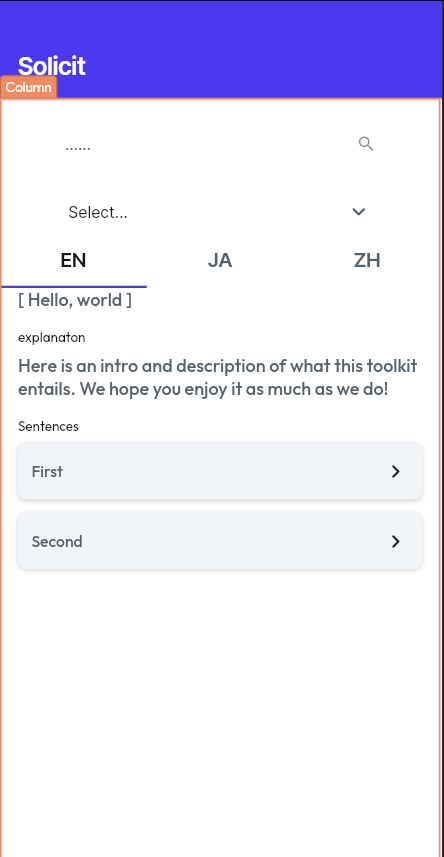 Solicit
Column
......
Select...
EN
JA
ZH
[ Hello, world ]
explanaton
Here is an intro and description of what this toolkit
entails. We hope you enjoy it as much as we do!
Sentences
First
Second